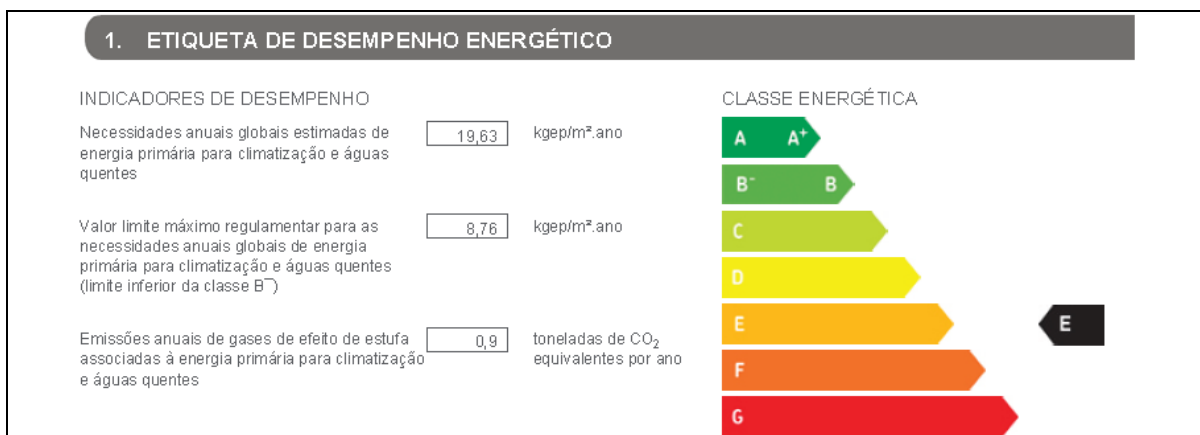 1. ETIQUETA DE DESEMPENHO ENERGÉTICO
INDICADORES DE DESEMPENHO
Necessidades anuais globais estimadas de
energia primária para climatização e águas
quentes
19,63 kgep/m².ano
Valor limite máximo regulamentar para as
necessidades anuais globais de energia
primária para climatização e águas quentes
(limite inferior da classe B⁻)
8,76 kgep/m².ano
Emissões anuais de gases de efeito de estufa
associadas à energia primária para climatização
e águas quentes
0,9 toneladas de CO₂
equivalentes por ano
CLASSE ENERGÉTICA
A A⁺
B⁻ B
C
D
E E
F
G